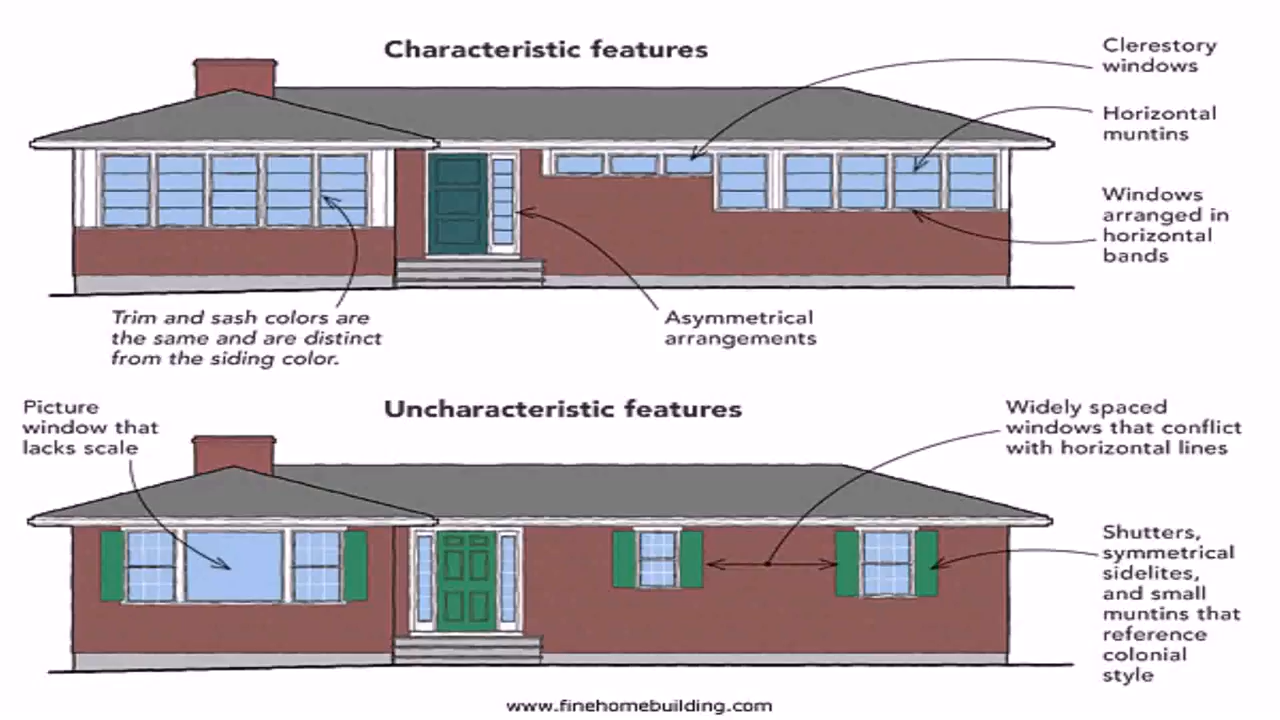 Characteristic features
Clerestory
windows
Horizontal
muntins
Windows
arranged in
horizontal
bands
Trim and sash colors are
the same and are distinct
from the siding color.
Asymmetrical
arrangements
Uncharacteristic features
Picture
window that
lacks scale
Widely spaced
windows that conflict
with horizontal lines
Shutters,
symmetrical
sidelites,
and small
muntins that
reference
colonial
style
www.finehomebuilding.com